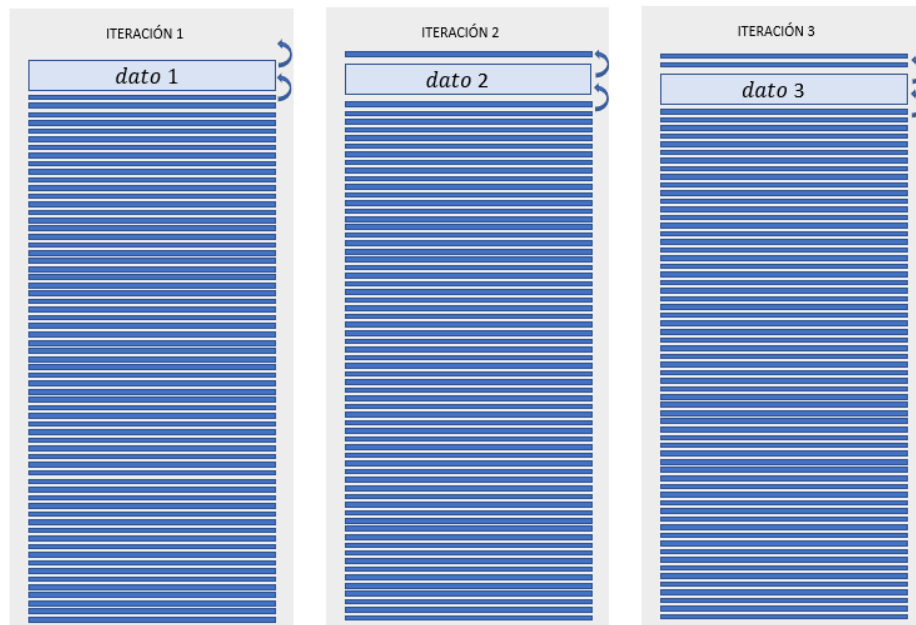 ITERACIÓN 1
dato 1
ITERACIÓN 2
dato 2
ITERACIÓN 3
dato 3